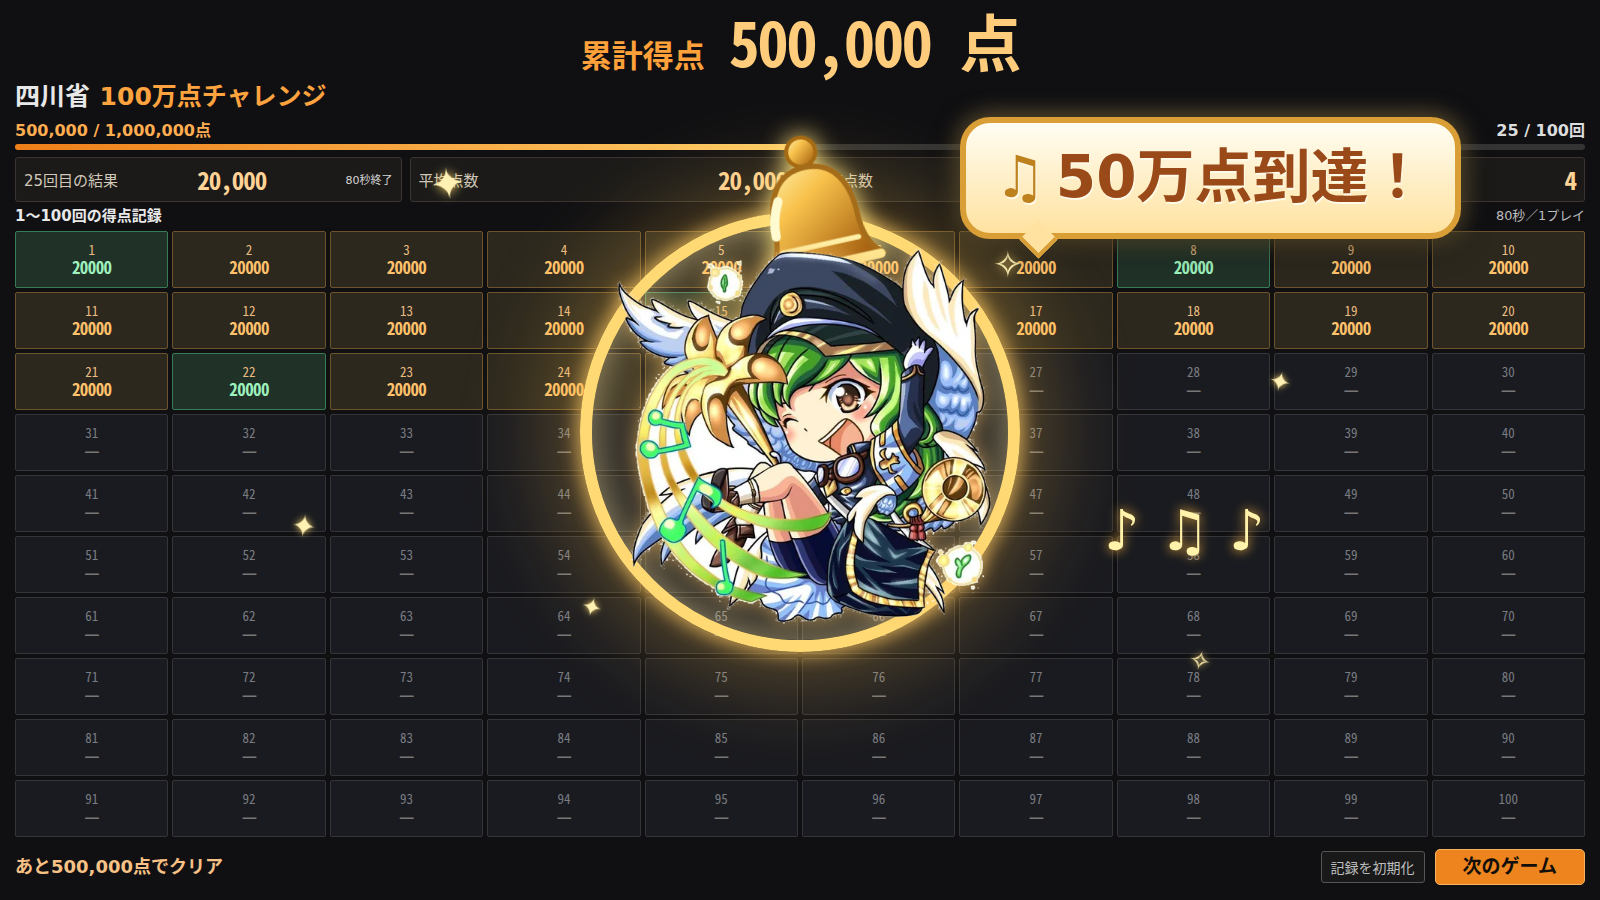 累計得点 500,000 点
四川省 100万点チャレンジ
500,000 / 1,000,000点
25 / 100回
♫ 50万点到達！
25回目の結果 20,000 80秒終了
点数 4
1〜100回の得点記録
80秒／1プレイ
1 2 3 4 5 8 9 10
20000 20000 20000 20000 20000 20000 20000 20000
11 12 13 14 15 17 18 19 20
20000 20000 20000 20000 20000 20000 20000 20000
21 22 23 24 27 28 29 30
20000 20000 20000 20000 — — — —
31 32 33 34 37 38 39 40
— — — — — — — —
41 42 43 44 47 48 49 50
— — — — — — —
51 52 53 54 57 58 59 60
— — — — — — — —
61 62 63 64 65 66 67 68 69 70
— — — — — — — —
71 72 73 74 75 76 77 78 79 80
— — — — — — — — — —
81 82 83 84 85 86 87 88 89 90
— — — — — — — — — —
91 92 93 94 95 96 97 98 99 100
— — — — — — — — — —
あと500,000点でクリア
記録を初期化
次のゲーム